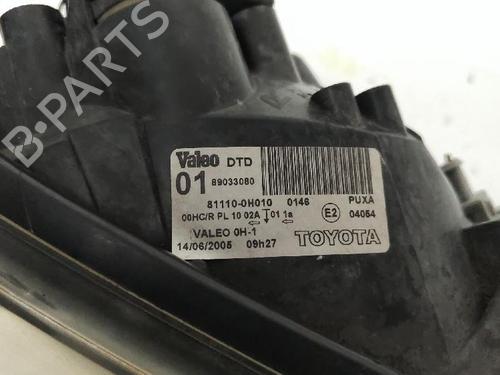 B-PARTS
Valeo DTD
01 89033080
81110-0H010 0146 PUXA
00HC/R PL 10 02A 01 1a E2 04054
VALEO 0H-1 TOYOTA
14/06/2005 09h27